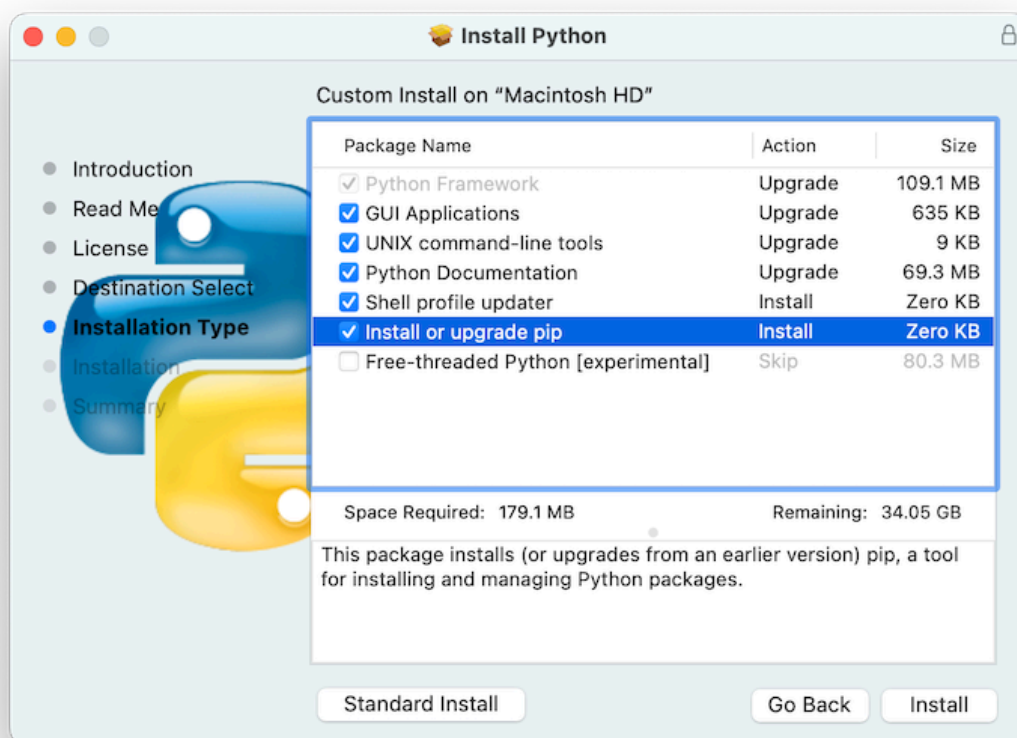 Install Python
Custom Install on “Macintosh HD”
Introduction
Read Me
License
Destination Select
Installation Type
Installation
Summary
Package Name Action Size
Python Framework Upgrade 109.1 MB
GUI Applications Upgrade 635 KB
UNIX command-line tools Upgrade 9 KB
Python Documentation Upgrade 69.3 MB
Shell profile updater Install Zero KB
Install or upgrade pip Install Zero KB
Free-threaded Python [experimental] Skip 80.3 MB
Space Required: 179.1 MB Remaining: 34.05 GB
This package installs (or upgrades from an earlier version) pip, a tool
for installing and managing Python packages.
Standard Install Go Back Install